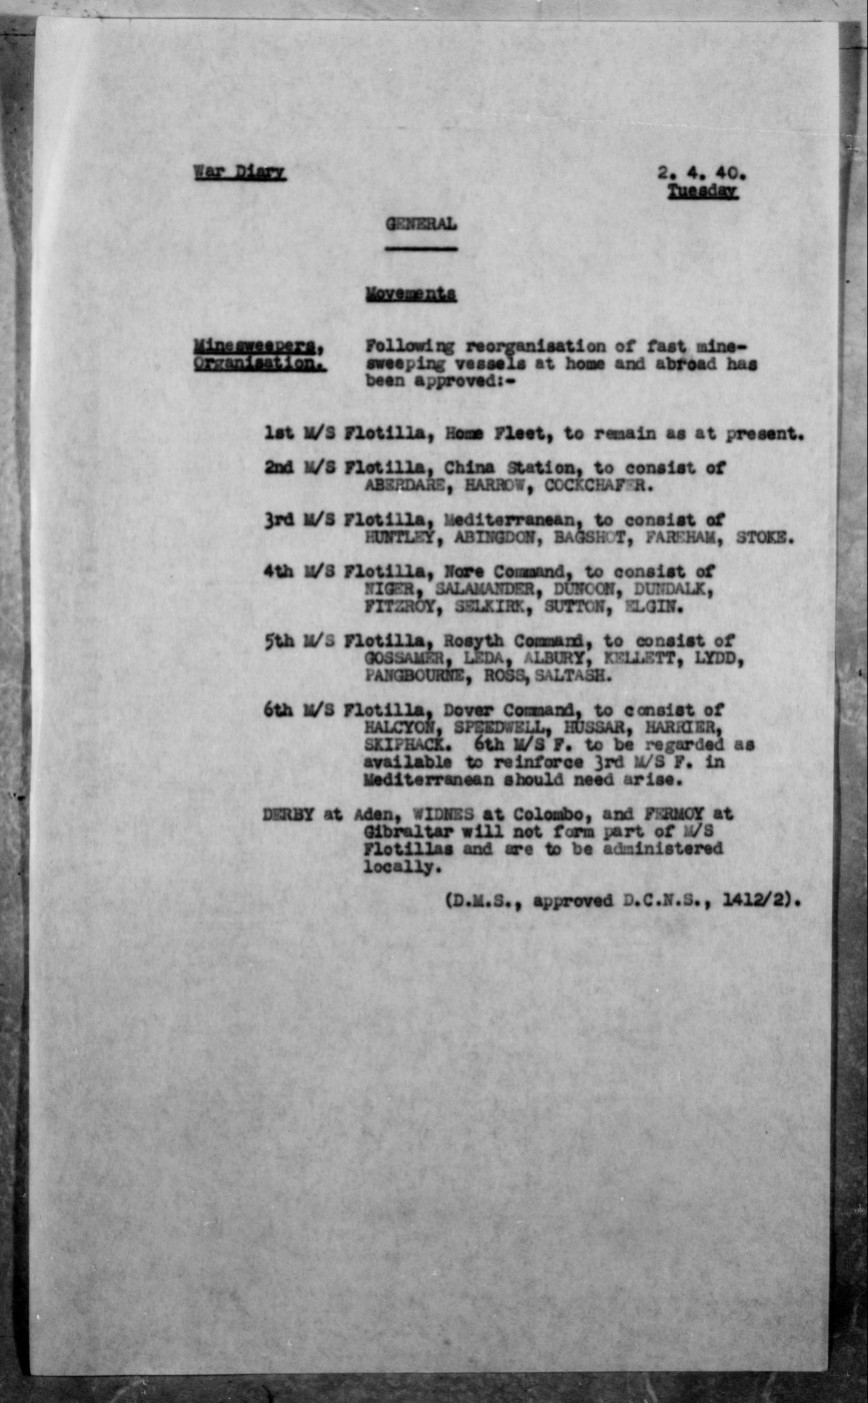 War Diary
2. 4. 40.
Tuesday
GENERAL
Movements
Minesweepers, Following reorganisation of fast mine-
Organisation. sweeping vessels at home and abroad has
been approved:-
1st M/S Flotilla, Home Fleet, to remain as at present.
2nd M/S Flotilla, China Station, to consist of
ABERDARE, HARROW, COCKCHAFER.
3rd M/S Flotilla, Mediterranean, to consist of
HUNTLEY, ABINGDON, BAGSHOT, FAREHAM, STOKE.
4th M/S Flotilla, Nore Command, to consist of
NIGER, SALAMANDER, DUNOON, DUNDALK,
FITZROY, SELKIRK, SUTTON, ELGIN.
5th M/S Flotilla, Rosyth Command, to consist of
GOSSAMER, LEDA, ALBURY, KELLETT, LYDD,
PANGBOURNE, ROSS, SALTASH.
6th M/S Flotilla, Dover Command, to consist of
HALCYON, SPEEDWELL, HUSSAR, HARRIER,
SKIPHACK. 6th M/S F. to be regarded as
available to reinforce 3rd M/S F. in
Mediterranean should need arise.
DERBY at Aden, WIDNES at Colombo, and FERMOY at
Gibraltar will not form part of M/S
Flotillas and are to be administered
locally.
(D.M.S., approved D.C.N.S., 1412/2).